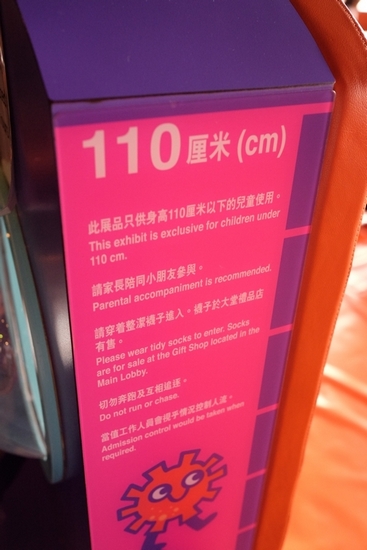 110厘米 (cm)
此展品只供身高110厘米以下的兒童使用。
This exhibit is exclusive for children under
110 cm.
請家長陪同小朋友參與。
Parental accompaniment is recommended.
請穿着整潔襪子進入。襪子於大堂禮品店
有售。
Please wear tidy socks to enter. Socks
are for sale at the Gift Shop located in the
Main Lobby.
切勿奔跑及互相追逐。
Do not run or chase.
當值工作人員會視乎情況控制人流。
Admission control would be taken when
required.